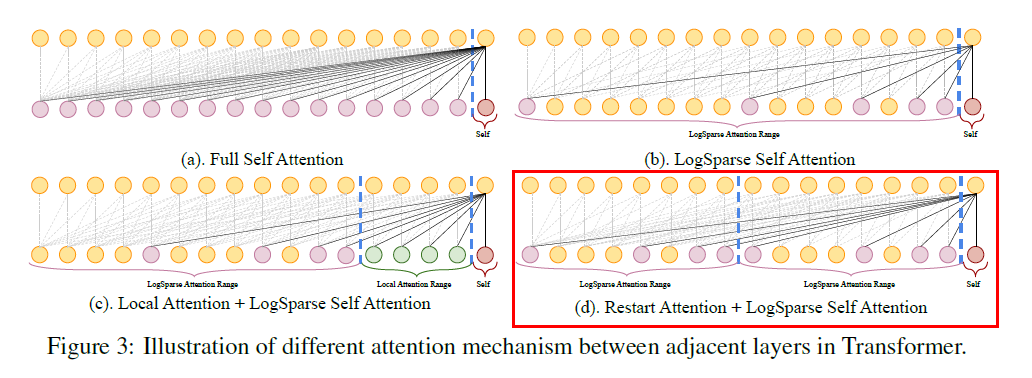 Self
(a). Full Self Attention
LogSparse Attention Range
Self
(b). LogSparse Self Attention
LogSparse Attention Range
Local Attention Range
Self
(c). Local Attention + LogSparse Self Attention
LogSparse Attention Range
LogSparse Attention Range
Self
(d). Restart Attention + LogSparse Self Attention
Figure 3: Illustration of different attention mechanism between adjacent layers in Transformer.